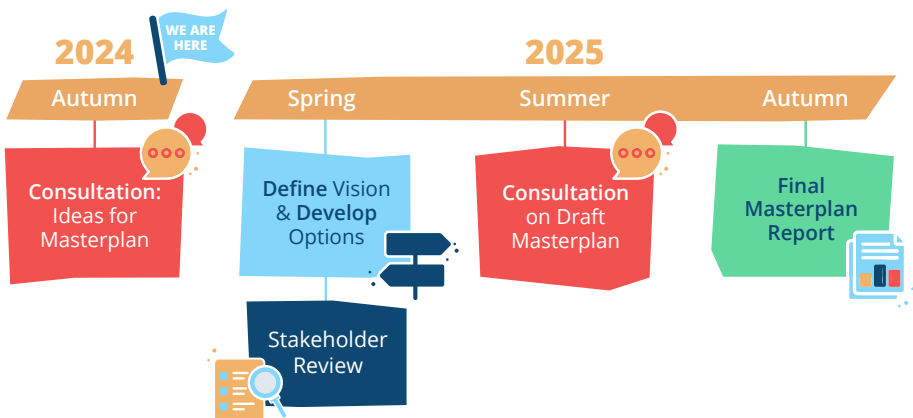 2024
WE ARE
HERE
2025
Autumn
Spring
Summer
Autumn
Consultation:
Ideas for
Masterplan
Define Vision
& Develop
Options
Stakeholder
Review
Consultation
on Draft
Masterplan
Final
Masterplan
Report